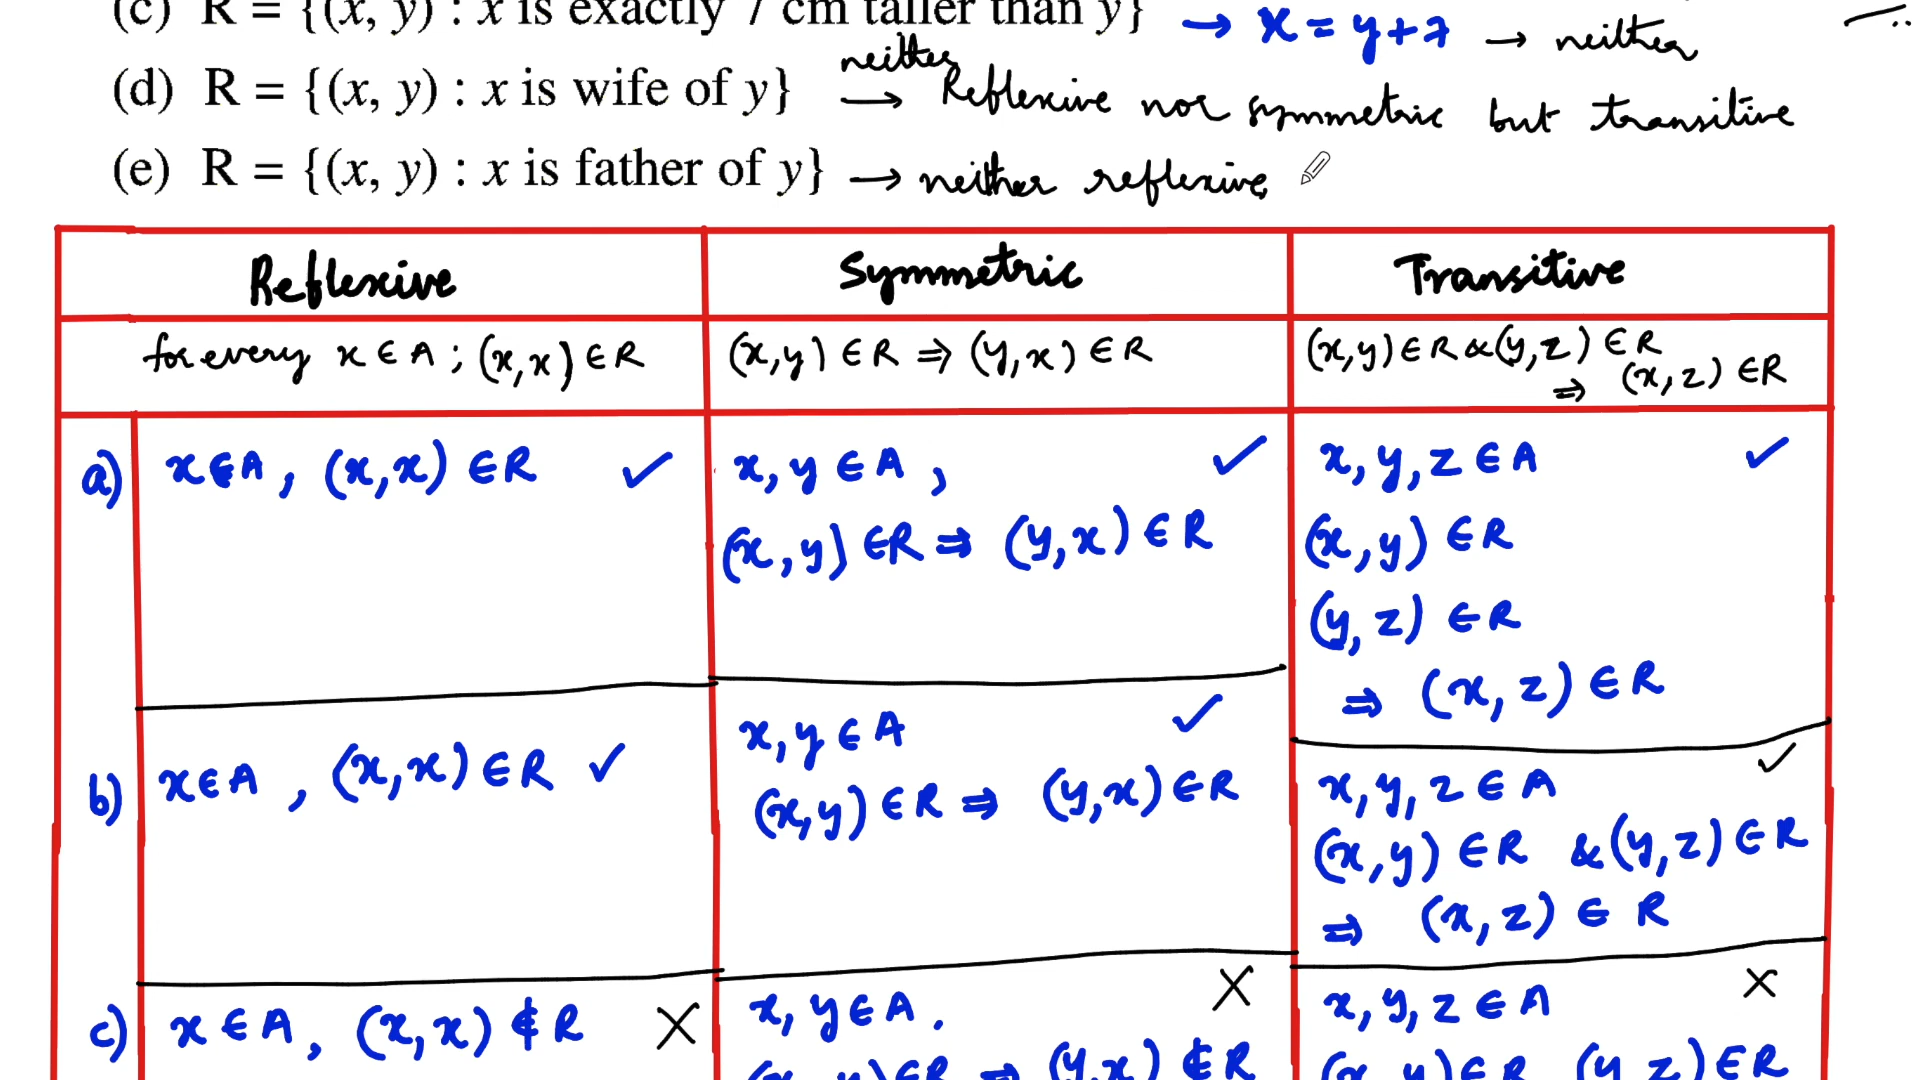 (c) R = {(x, y) : x is exactly 7 cm taller than y} → x = y+7 → neither
(d) R = {(x, y) : x is wife of y} → neither Reflexive nor symmetric but transitive
(e) R = {(x, y) : x is father of y} → neither reflexive,
Reflexive Symmetric Transitive
for every x ∈ A ; (x,x) ∈ R (x,y) ∈ R ⇒ (y,x) ∈ R (x,y) ∈ R & (y,z) ∈ R
⇒ (x,z) ∈ R
a) x ∈ A, (x,x) ∈ R ✓ x, y ∈ A, ✓ x, y, z ∈ A ✓
(x,y) ∈ R ⇒ (y,x) ∈ R (x,y) ∈ R
(y,z) ∈ R
⇒ (x,z) ∈ R
b) x ∈ A, (x,x) ∈ R ✓ x, y ∈ A ✓ x, y, z ∈ A ✓
(x,y) ∈ R ⇒ (y,x) ∈ R (x,y) ∈ R & (y,z) ∈ R
⇒ (x,z) ∈ R
c) x ∈ A, (x,x) ∉ R X x, y ∈ A. X x, y, z ∈ A X
(x,y) ∈ R ⇒ (y,x) ∉ R (x,y) ∈ R (y,z) ∈ R